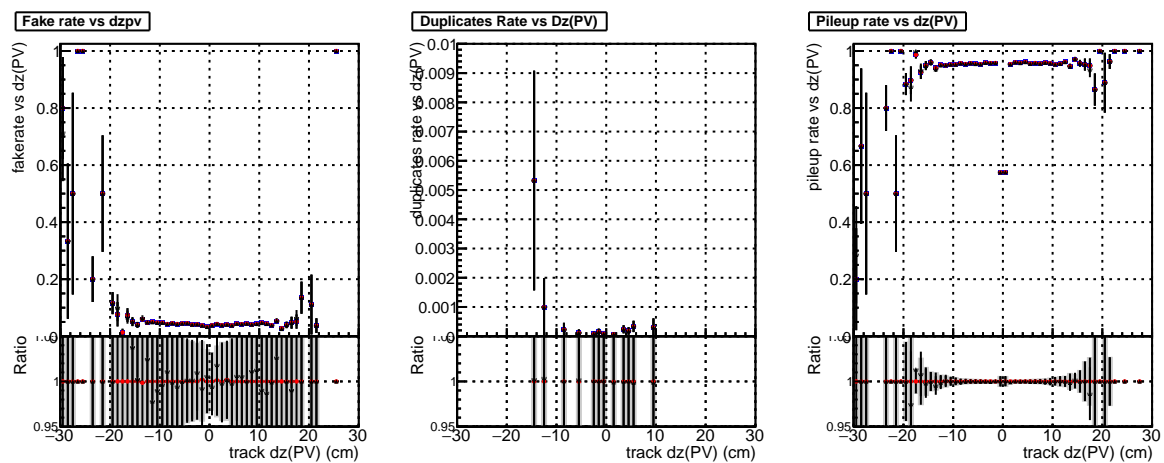 Fake rate vs dzpv
fakerate vs dz(PV)
1
0.8
0.6
0.4
0.2
0
Ratio
1
0.95
−30 −20 −10 0 10 20 30
track dz(PV) (cm)
Duplicates Rate vs Dz(PV)
duplicates rate vs dz(PV)
0.01
0.009
0.008
0.007
0.006
0.005
0.004
0.003
0.002
0.001
Ratio
1
0.95
−30 −20 −10 0 10 20 30
track dz(PV) (cm)
Pileup rate vs dz(PV)
pileup rate vs dz(PV)
1
0.8
0.6
0.4
0.2
0
Ratio
1
0.95
−30 −20 −10 0 10 20 30
track dz(PV) (cm)